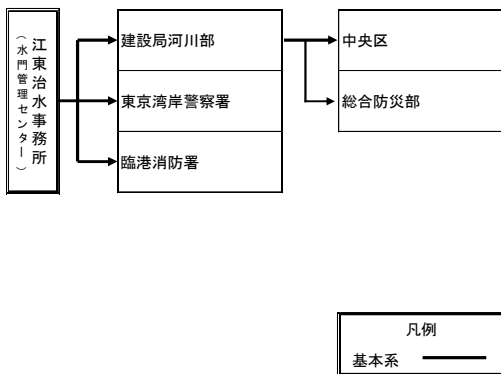 江東治水事務所
（水門管理センター）
建設局河川部
東京湾岸警察署
臨港消防署
中央区
総合防災部
凡例
基本系